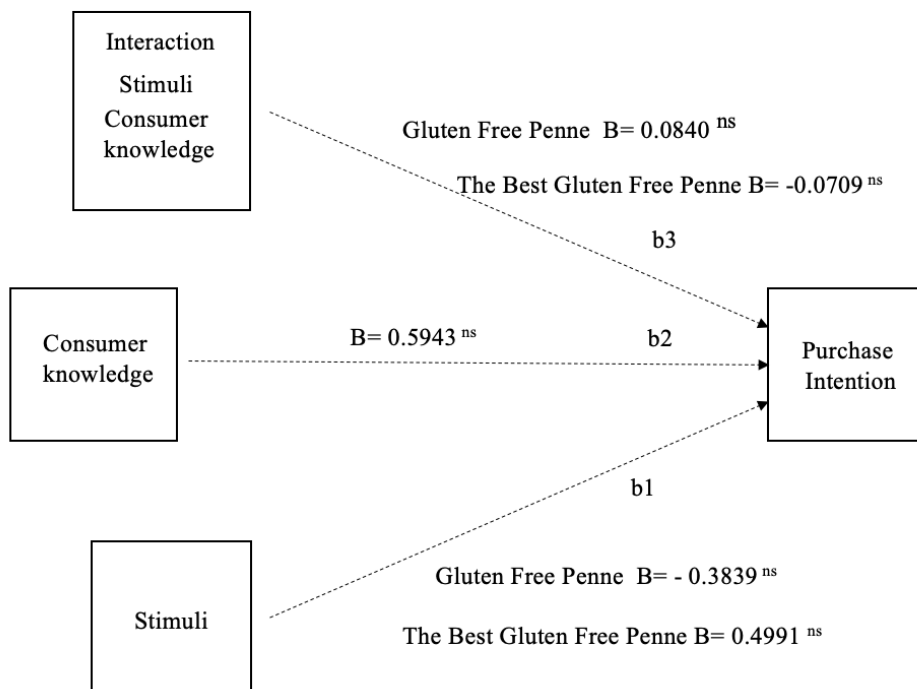 Interaction
Stimuli
Consumer
knowledge
Gluten Free Penne B= 0.0840 ns
The Best Gluten Free Penne B= -0.0709 ns
b3
Consumer
knowledge
B= 0.5943 ns
b2
Purchase
Intention
b1
Gluten Free Penne B= - 0.3839 ns
Stimuli
The Best Gluten Free Penne B= 0.4991 ns